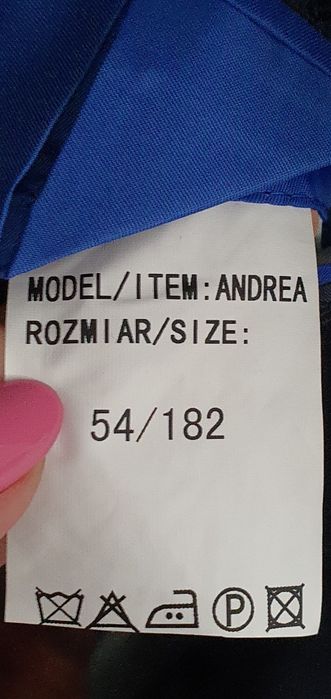 MODEL/ITEM:ANDREA
ROZMIAR/SIZE:
54/182
P